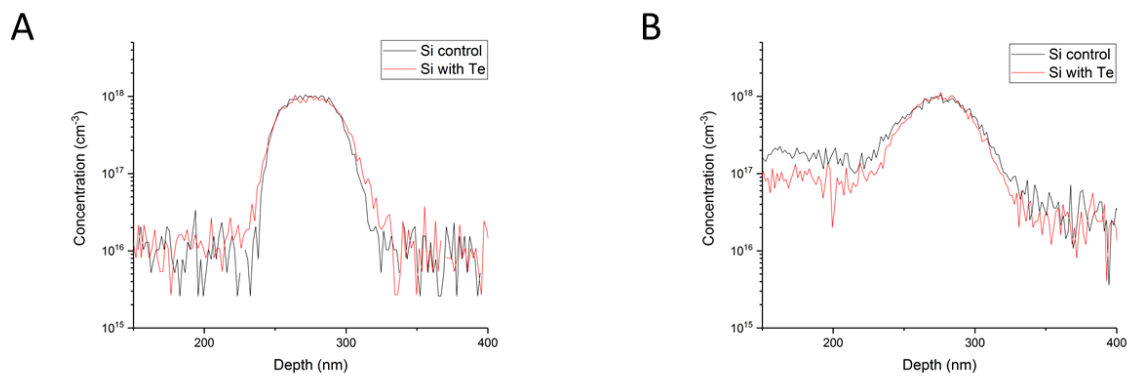 A
Si control
Si with Te
Concentration (cm⁻³)
10¹⁸
10¹⁷
10¹⁶
10¹⁵
200
300
400
Depth (nm)
B
Si control
Si with Te
Concentration (cm⁻³)
10¹⁸
10¹⁷
10¹⁶
10¹⁵
200
300
400
Depth (nm)